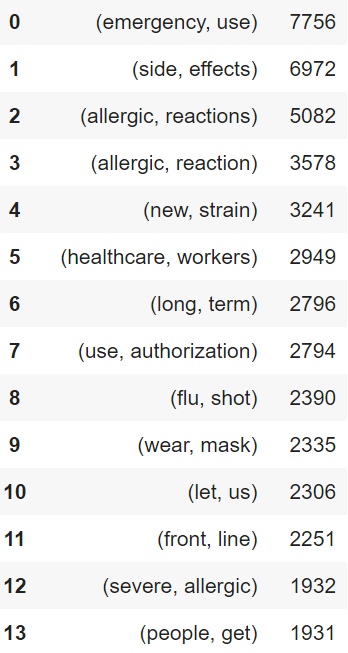 0 (emergency, use) 7756
1 (side, effects) 6972
2 (allergic, reactions) 5082
3 (allergic, reaction) 3578
4 (new, strain) 3241
5 (healthcare, workers) 2949
6 (long, term) 2796
7 (use, authorization) 2794
8 (flu, shot) 2390
9 (wear, mask) 2335
10 (let, us) 2306
11 (front, line) 2251
12 (severe, allergic) 1932
13 (people, get) 1931